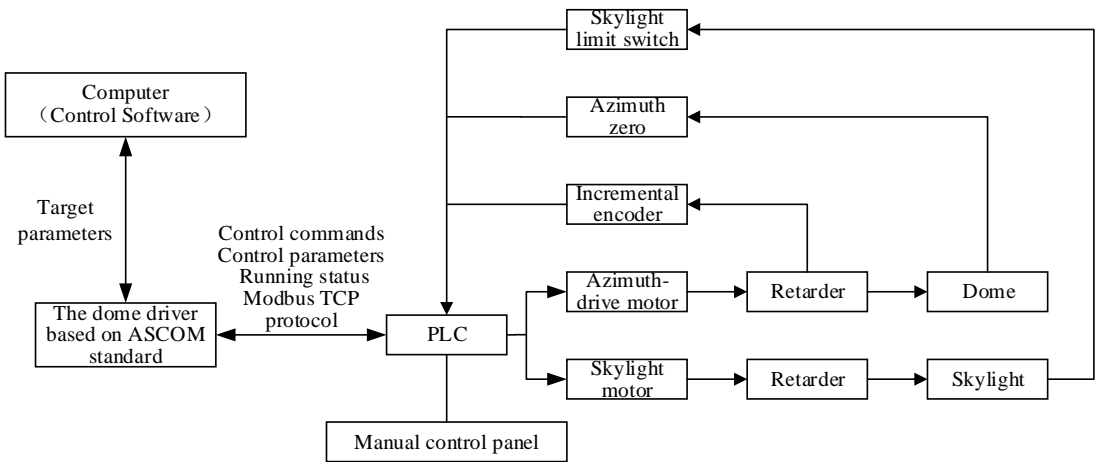 Skylight
limit switch
Computer
（Control Software）
Azimuth
zero
Target
parameters
Incremental
encoder
Control commands
Control parameters
Running status
Modbus TCP
protocol
Azimuth-
drive motor
Retarder
Dome
The dome driver
based on ASCOM
standard
PLC
Skylight
motor
Retarder
Skylight
Manual control panel